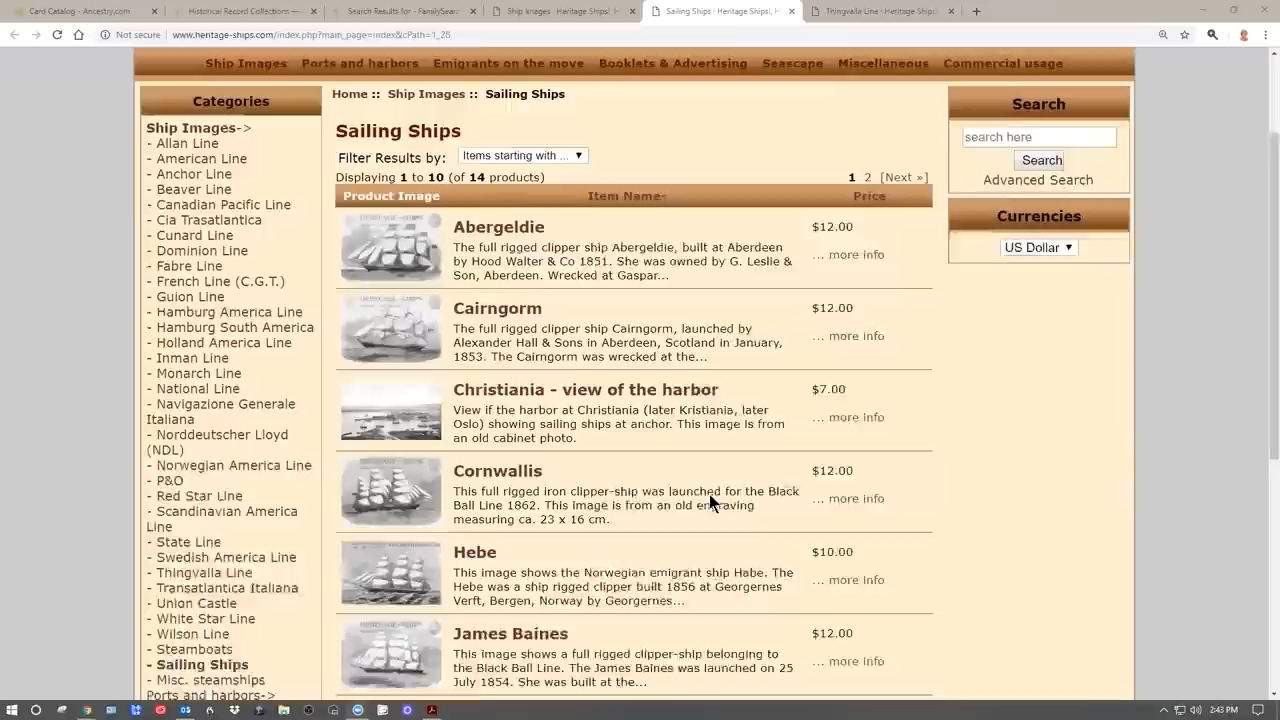 Card Catalog - Ancestry.com
Historical Record Collections —
Search Results for - FamilySear
Ship Images - Heritage Ships!
Sailing Ships - Heritage Ships!, H
Thingvalla Line - Heritage Ships!
Not secure
www.heritage-ships.com/index.php?main_page=index&cPath=1_28
Ship Images
Ports and harbors
Emigrants on the move
Booklets & Advertising
Seascape
Miscellaneous
Commercial usage
Categories
Ship Images->
- Allan Line
- American Line
- Anchor Line
- Beaver Line
- Canadian Pacific Line
- Cia Trasatlantica
- Cunard Line
- Dominion Line
- Fabre Line
- French Line (C.G.T.)
- Guion Line
- Hamburg America Line
- Hamburg South America
- Holland America Line
- Inman Line
- Monarch Line
- National Line
- Navigazione Generale
Italiana
- Norddeutscher Lloyd
(NDL)
- Norwegian America Line
- P&O
- Red Star Line
- Scandinavian America
Line
- State Line
- Swedish America Line
- Thingvalla Line
- Transatlantica Italiana
- Union Castle
- White Star Line
- Wilson Line
- Steamboats
- Sailing Ships
- Misc. steamships
Ports and harbors->
Home :: Ship Images :: Sailing Ships
Sailing Ships
Filter Results by:
Items starting with ...
Displaying 1 to 10 (of 14 products)
1 2 [Next »]
Product Image
Item Name-
Price
Abergeldie
$12.00
The full rigged clipper ship Abergeldie, built at Aberdeen
by Hood Walter & Co 1851. She was owned by G. Leslie &
Son, Aberdeen. Wrecked at Gaspar...
... more info
Cairngorm
$12.00
The full rigged clipper ship Cairngorm, launched by
Alexander Hall & Sons in Aberdeen, Scotland in January,
1853. The Cairngorm was wrecked at the...
... more info
Christiania - view of the harbor
$7.00
View if the harbor at Christiania (later Kristiania, later
Oslo) showing sailing ships at anchor. This image is from
an old cabinet photo.
... more info
Cornwallis
$12.00
This full rigged iron clipper-ship was launched for the Black
Ball Line 1862. This image is from an old engraving
measuring ca. 23 x 16 cm.
... more info
Hebe
$10.00
This image shows the Norwegian emigrant ship Habe. The
Hebe was a ship rigged clipper built 1856 at Georgernes
Verft, Bergen, Norway by Georgernes...
... more info
James Baines
$12.00
This image shows a full rigged clipper-ship belonging to
the Black Ball Line. The James Baines was launched on 25
July 1854. She was built at the...
... more info
Search
search here
Search
Advanced Search
Currencies
US Dollar
2:43 PM